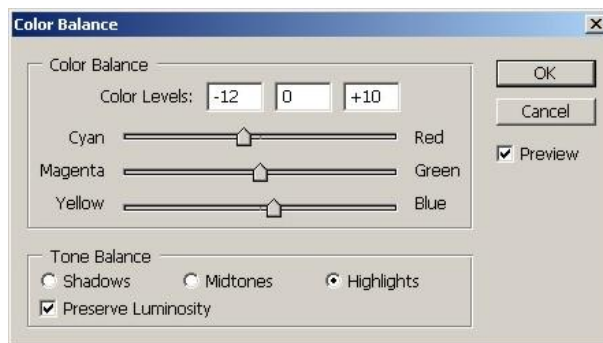 Color Balance
Color Balance
Color Levels: -12 0 +10
Cyan Red
Magenta Green
Yellow Blue
OK
Cancel
Preview
Tone Balance
Shadows Midtones Highlights
Preserve Luminosity